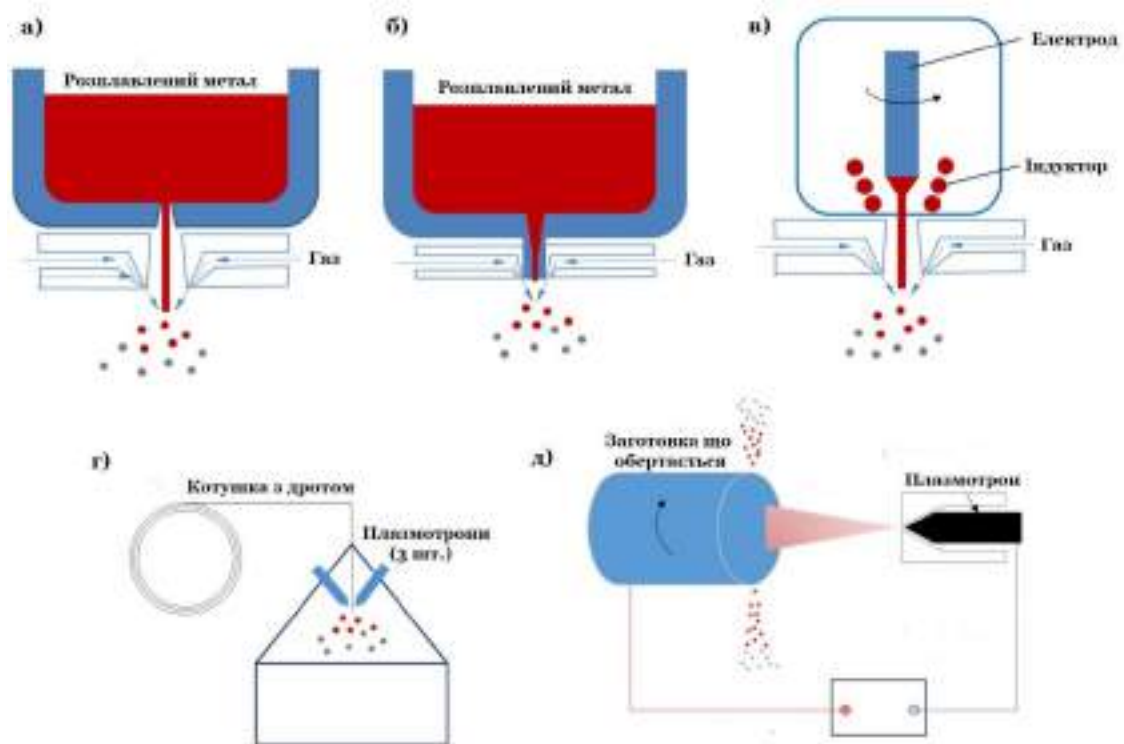 а)
Розплавлений метал
Газ
б)
Розплавлений метал
Газ
в)
Електрод
Індуктор
Газ
г)
Котушка з дротом
Плазмотрони
(3 шт.)
д)
Заготовка що
обертається
Плазмотрон